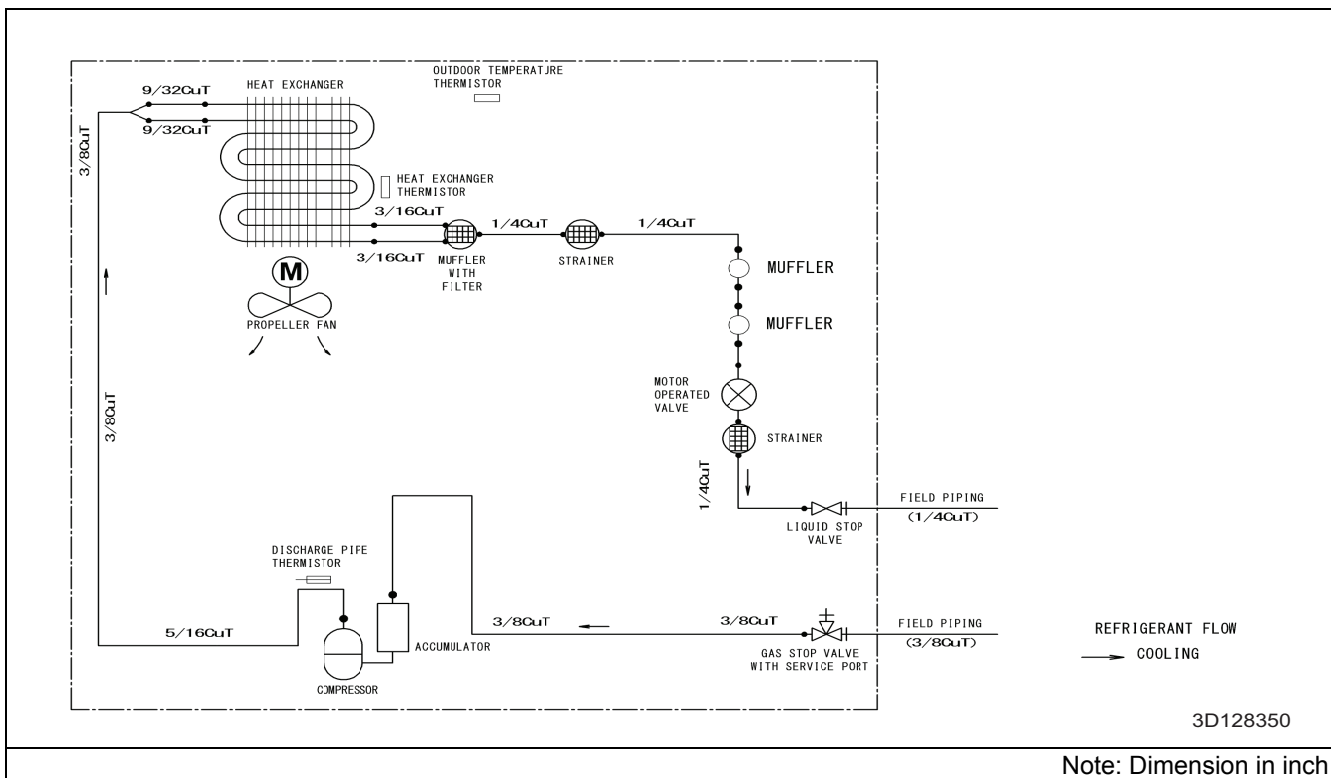 OUTDOOR TEMPERATJRE
THERMISTOR
HEAT EXCHANGER
9/32CuT
9/32CuT
3/8CuT
HEAT EXCHANGER
THERMISTOR
3/16CuT
3/16CuT
MUFFLER
WITH
FILTER
1/4CuT
STRAINER
1/4CuT
MUFFLER
MUFFLER
M
PROPELLER FAN
MOTOR
OPERATED
VALVE
STRAINER
3/8CuT
1/4CuT
LIQUID STOP
VALVE
FIELD PIPING
(1/4CuT)
DISCHARGE PIFE
THERMISTOR
5/16CuT
ACCUMULATOR
COMPRESSOR
3/8CuT
3/8CuT
GAS STOP VALVE
WITH SERVICE PORT
FIELD PIPING
(3/8CuT)
REFRIGERANT FLOW
COOLING
3D128350
Note: Dimension in inch